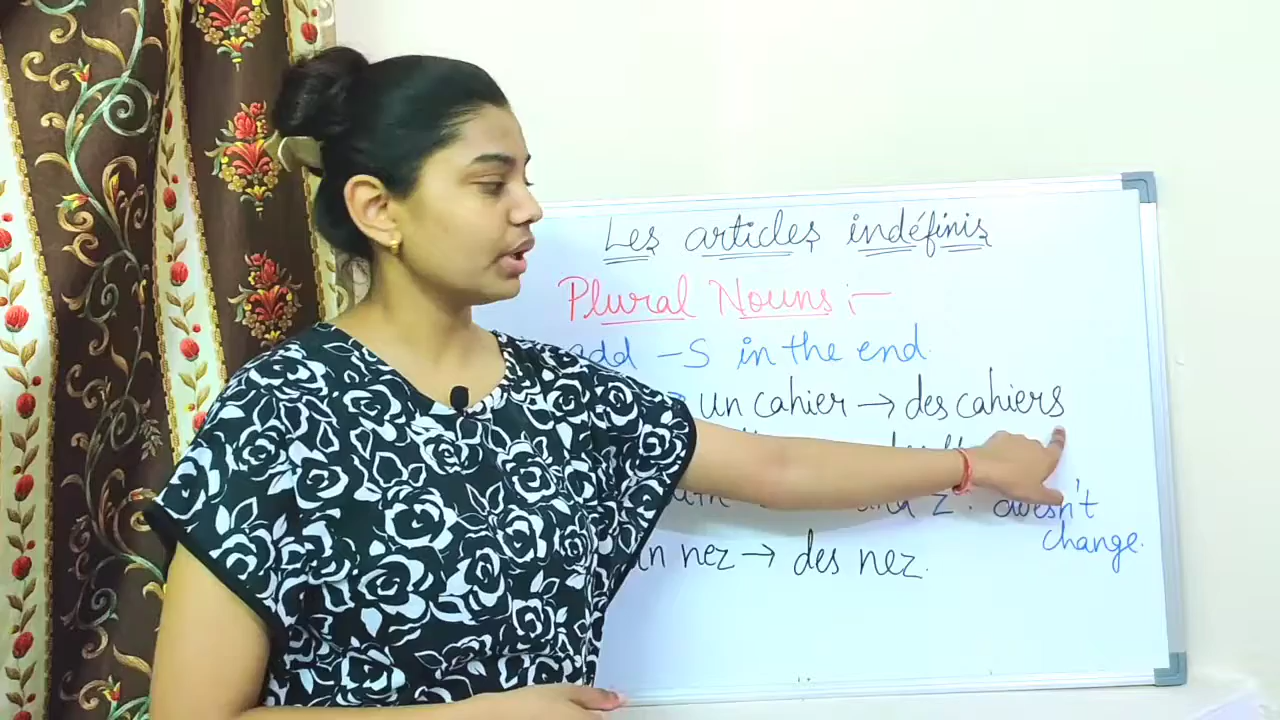 Les articles indéfinis
Plural Nouns :-
add -S in the end.
un cahier → des cahiers
and Z : doesn't
change.
un nez → des nez.